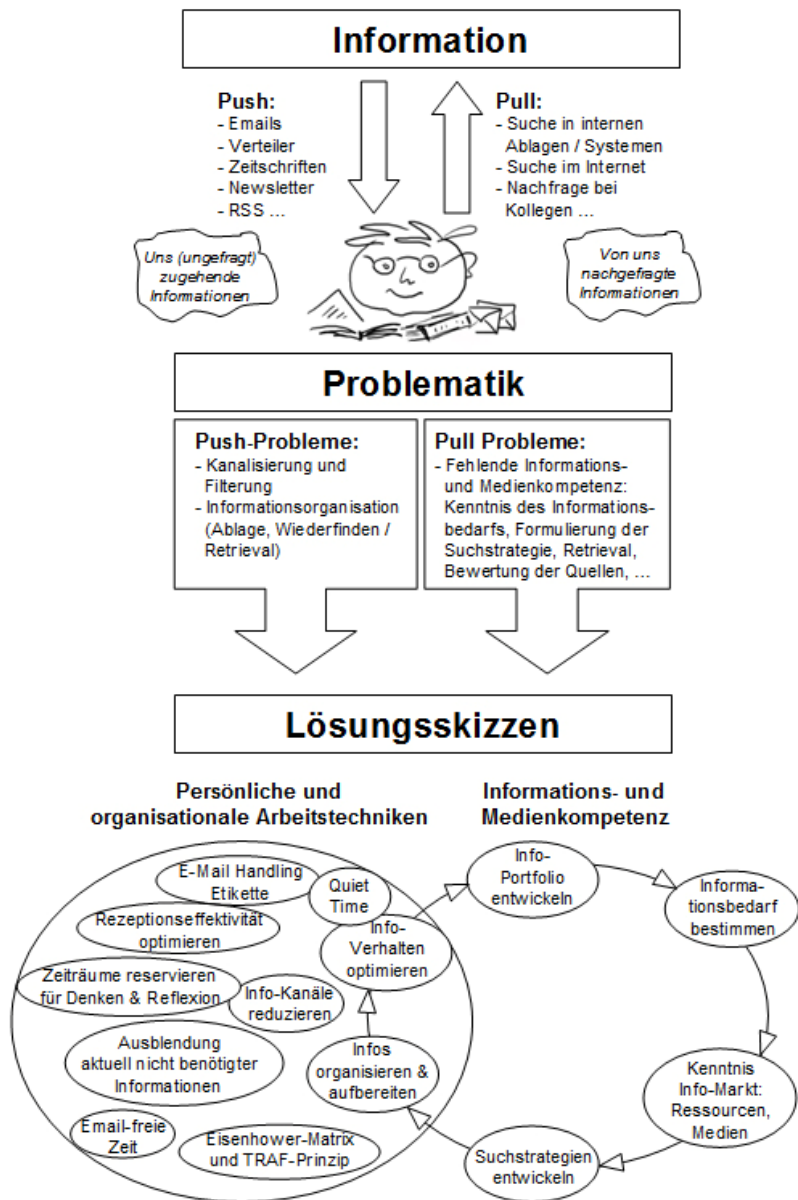 Information
Push:
- Emails
- Verteiler
- Zeitschriften
- Newsletter
- RSS ...
Pull:
- Suche in internen
Ablagen / Systemen
- Suche im Internet
- Nachfrage bei
Kollegen ...
Uns (ungefragt)
zugehende
Informationen
Von uns
nachgefragte
Informationen
Problematik
Push-Probleme:
- Kanalisierung und
Filterung
- Informationsorganisation
(Ablage, Wiederfinden /
Retrieval)
Pull Probleme:
- Fehlende Informations-
und Medienkompetenz:
Kenntnis des Informations-
bedarfs, Formulierung der
Suchstrategie, Retrieval,
Bewertung der Quellen, ...
Lösungsskizzen
Persönliche und
organisationale Arbeitstechniken
Informations- und
Medienkompetenz
E-Mail Handling
Etikette
Quiet
Time
Rezeptionseffektivität
optimieren
Info-
Verhalten
optimieren
Zeiträume reservieren
für Denken & Reflexion
Info-Kanäle
reduzieren
Ausblendung
aktuell nicht benötigter
Informationen
Infos
organisieren &
aufbereiten
Email-freie
Zeit
Eisenhower-Matrix
und TRAF-Prinzip
Info-
Portfolio
entwickeln
Informa-
tionsbedarf
bestimmen
Kenntnis
Info-Markt:
Ressourcen,
Medien
Suchstrategien
entwickeln